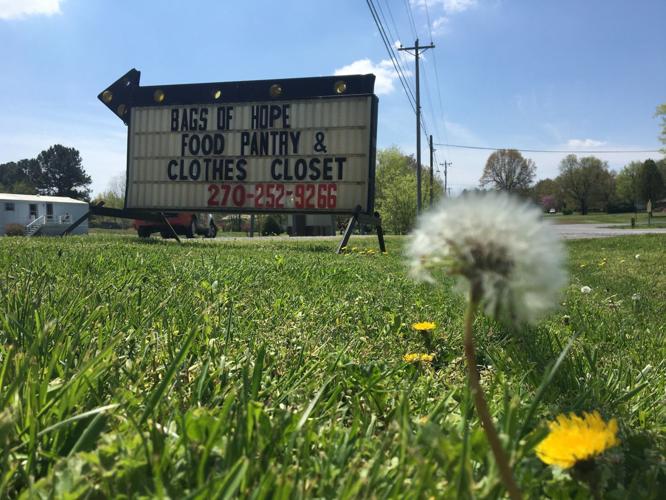 BAGS OF HOPE
FOOD PANTRY &
CLOTHES CLOSET
270-252-9266